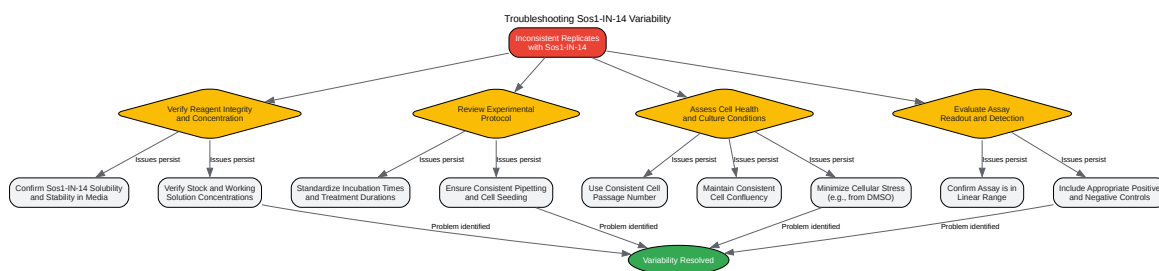 Troubleshooting Sos1-IN-14 Variability
Inconsistent Replicates
with Sos1-IN-14
Verify Reagent Integrity
and Concentration
Review Experimental
Protocol
Assess Cell Health
and Culture Conditions
Evaluate Assay
Readout and Detection
Issues persist
Issues persist
Issues persist
Issues persist
Issues persist
Issues persist
Issues persist
Issues persist
Issues persist
Confirm Sos1-IN-14 Solubility
and Stability in Media
Verify Stock and Working
Solution Concentrations
Standardize Incubation Times
and Treatment Durations
Ensure Consistent Pipetting
and Cell Seeding
Use Consistent Cell
Passage Number
Maintain Consistent
Cell Confluency
Minimize Cellular Stress
(e.g., from DMSO)
Confirm Assay is in
Linear Range
Include Appropriate Positive
and Negative Controls
Problem identified
Problem identified
Problem identified
Problem identified
Variability Resolved